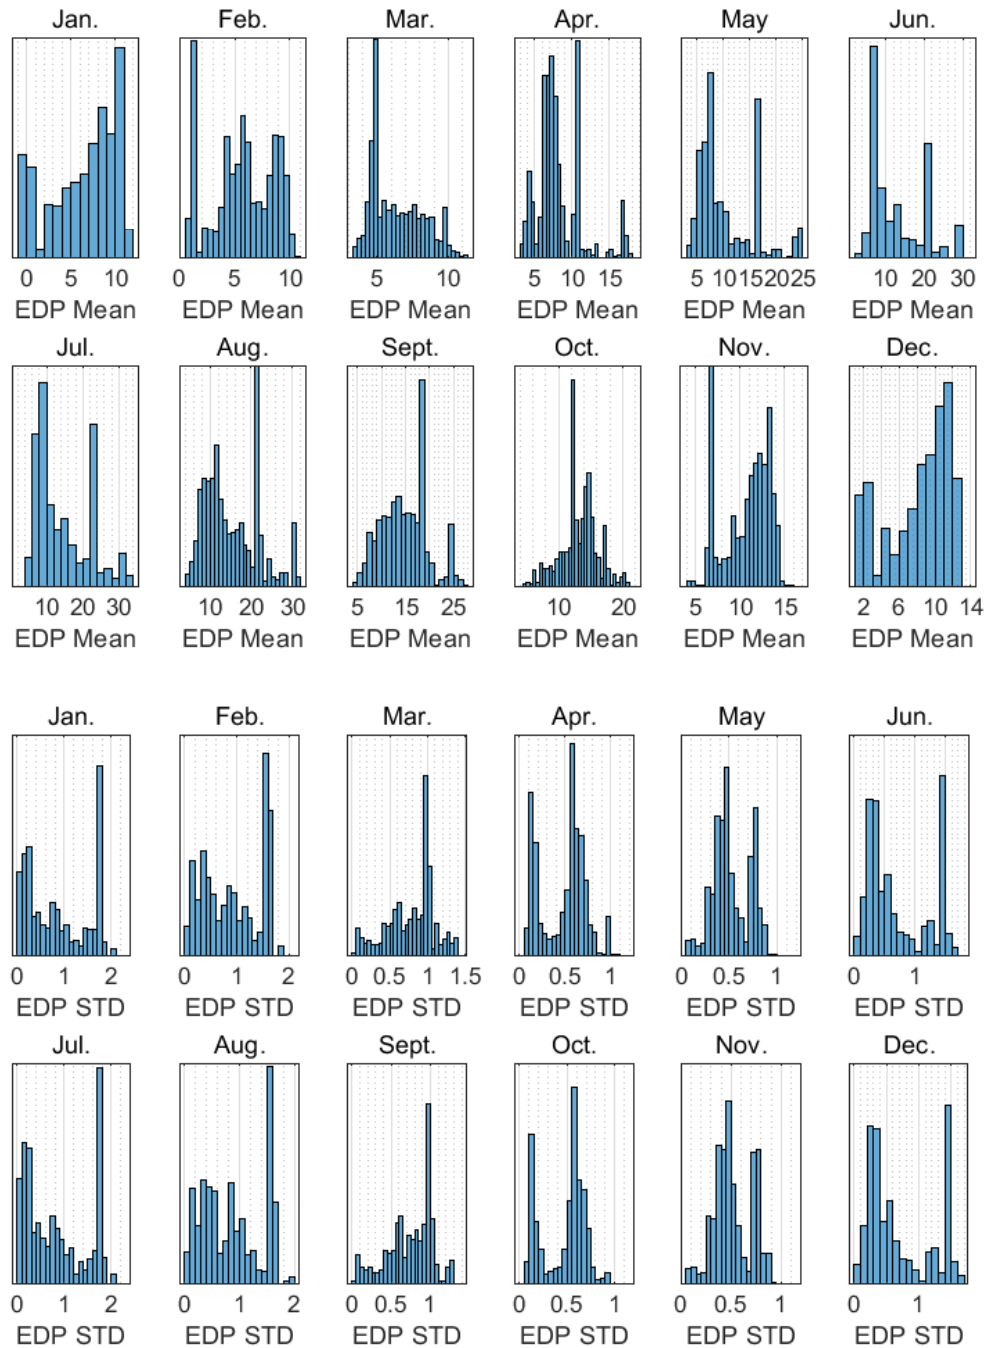 Jan. Feb. Mar. Apr. May Jun.
0 5 10 0 5 10 5 10 5 10 15 5 10 15 20 25 10 20 30
EDP Mean EDP Mean EDP Mean EDP Mean EDP Mean EDP Mean
Jul. Aug. Sept. Oct. Nov. Dec.
10 20 30 10 20 30 5 15 25 10 20 5 10 15 2 6 10 14
EDP Mean EDP Mean EDP Mean EDP Mean EDP Mean EDP Mean
Jan. Feb. Mar. Apr. May Jun.
0 1 2 0 1 2 0 0.5 1 1.5 0 0.5 1 0 0.5 1 0 1
EDP STD EDP STD EDP STD EDP STD EDP STD EDP STD
Jul. Aug. Sept. Oct. Nov. Dec.
0 1 2 0 1 2 0 0.5 1 0 0.5 1 0 0.5 1 0 1
EDP STD EDP STD EDP STD EDP STD EDP STD EDP STD